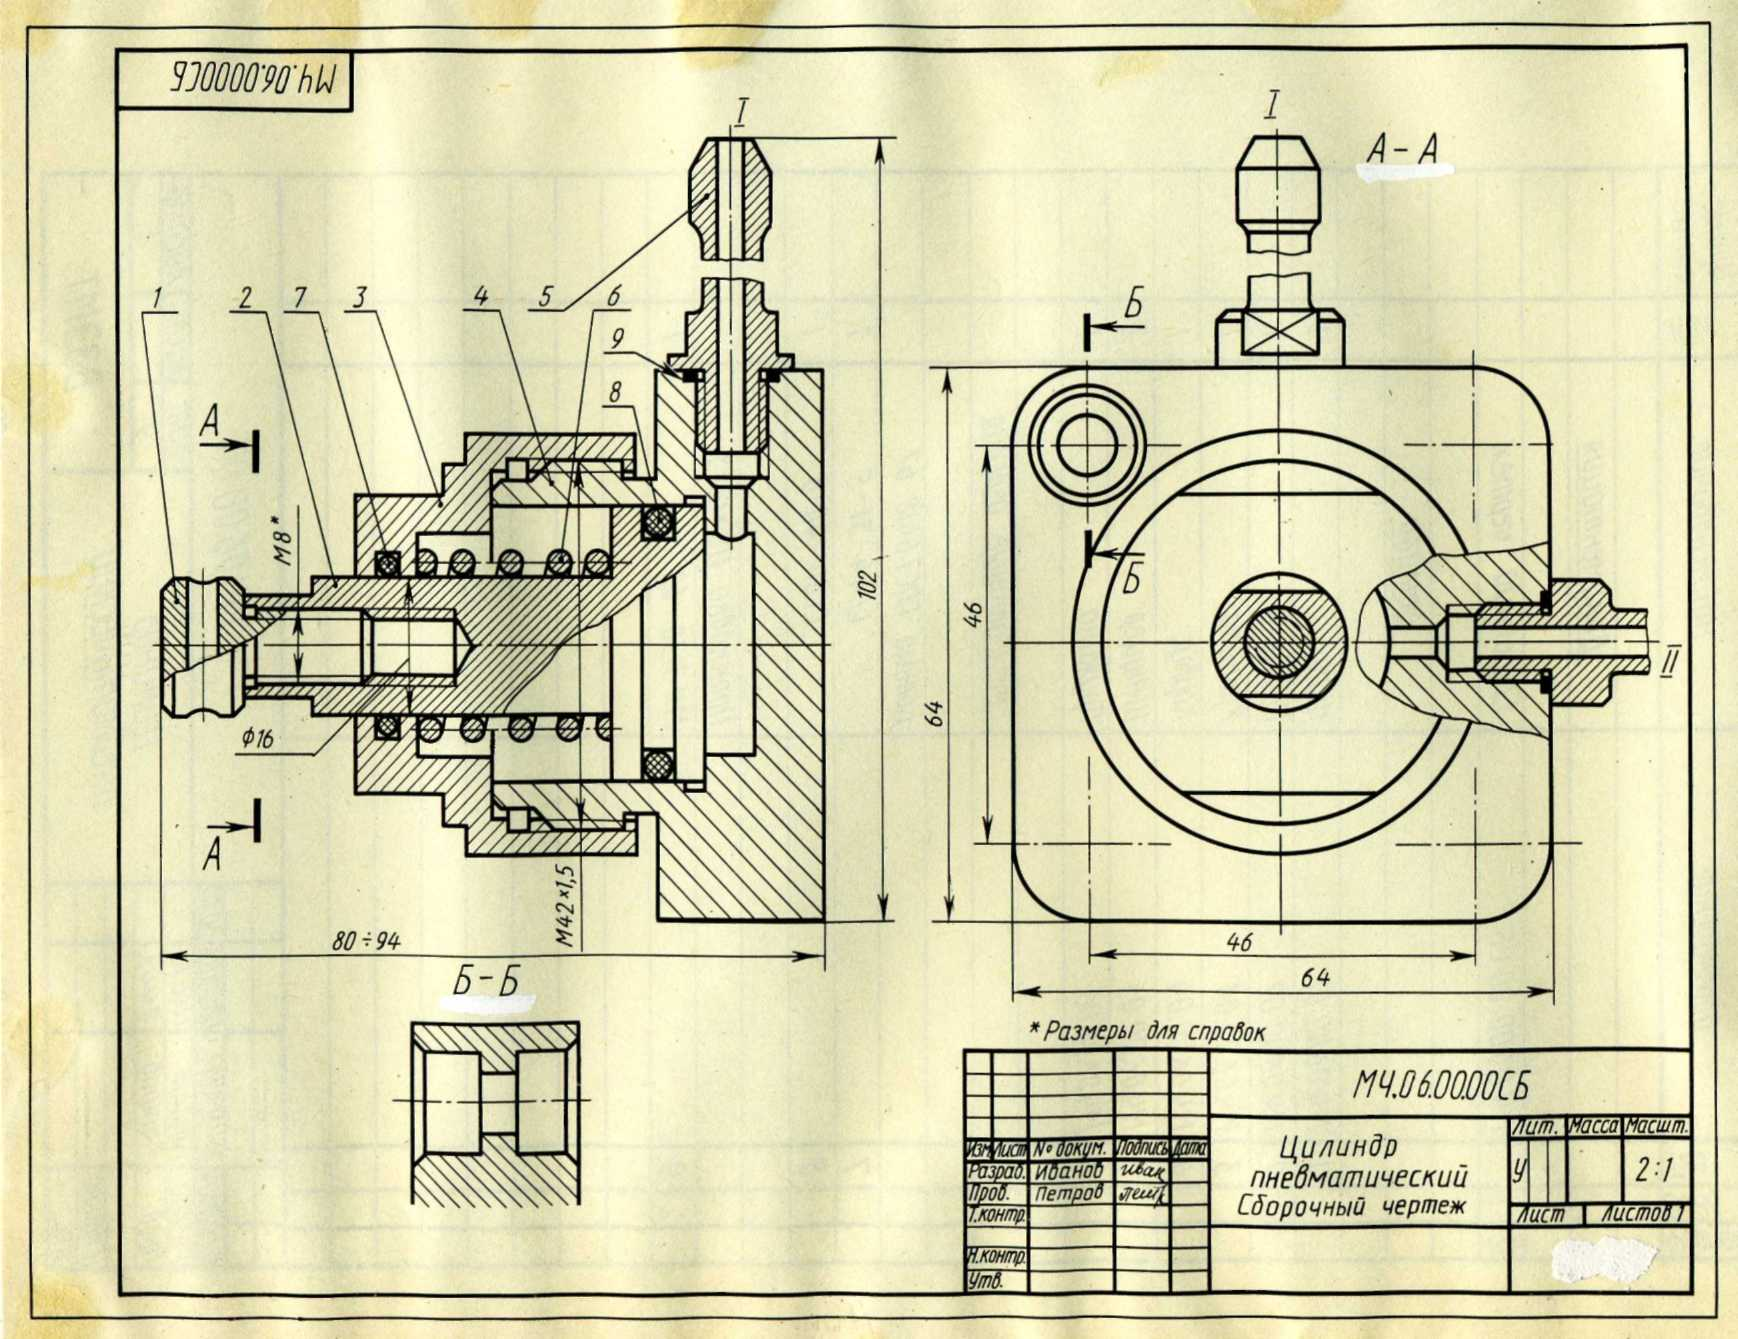 МЧ.06.0000СБ
I
I
А-А
1
2
7
3
4
5
6
9
8
Б
Б
А
А
М8*
Ф16
М42×1,5
102
80÷94
46
64
II
46
64
Б-Б
* Размеры для справок
МЧ.06.00.00СБ
Изм Лист № докум. Подпись Дата
Разраб. Иванов Иван
Пров. Петров Петр
Т.контр.
Н.контр.
Утв.
Цилиндр
пневматический
Сборочный чертеж
Лит. Масса Масшт.
У 2:1
Лист Листов 1